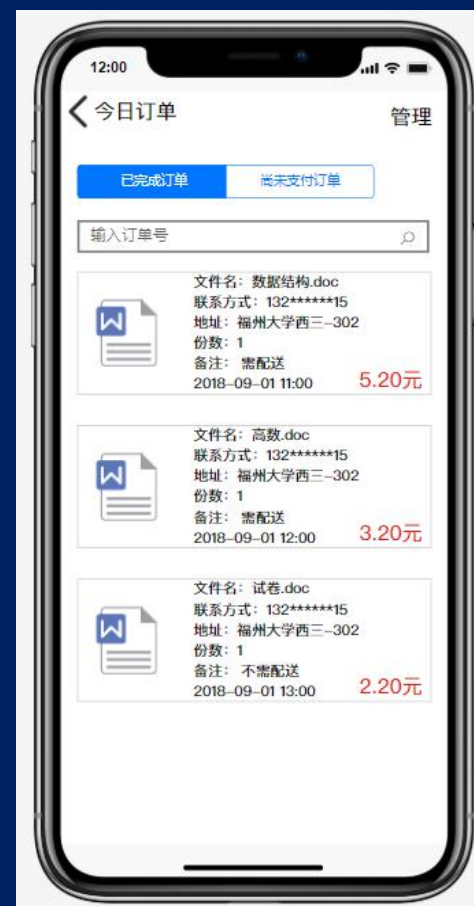 12:00
今日订单
管理
已完成订单
尚未支付订单
输入订单号
文件名：数据结构.doc
联系方式：132******15
地址：福州大学西三-302
份数：1
备注： 需配送
2018-09-01 11:00
5.20元
文件名：高数.doc
联系方式：132******15
地址：福州大学西三-302
份数：1
备注： 需配送
2018-09-01 12:00
3.20元
文件名：试卷.doc
联系方式：132******15
地址：福州大学西三-302
份数：1
备注： 不需配送
2018-09-01 13:00
2.20元